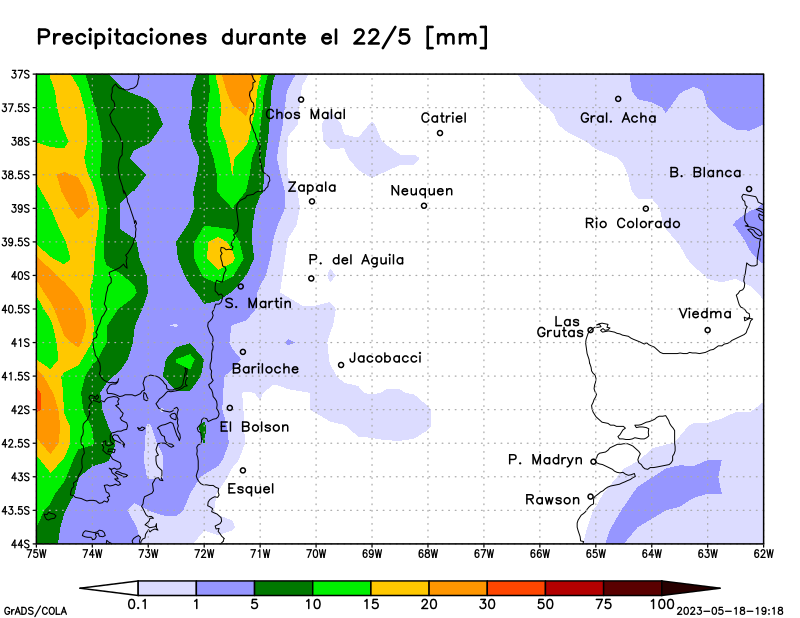 Precipitaciones durante el 22/5 [mm]
37S
37.5S
38S
38.5S
39S
39.5S
40S
40.5S
41S
41.5S
42S
42.5S
43S
43.5S
44S
Chos Malal
Catriel
Gral. Acha
B. Blanca
Zapala
Neuquen
Rio Colorado
P. del Aguila
S. Martin
Viedma
Las
Grutas
Bariloche
Jacobacci
El Bolson
P. Madryn
Esquel
Rawson
75W 74W 73W 72W 71W 70W 69W 68W 67W 66W 65W 64W 63W 62W
0.1 1 5 10 15 20 30 50 75 100
GrADS/COLA
2023-05-18-19:18